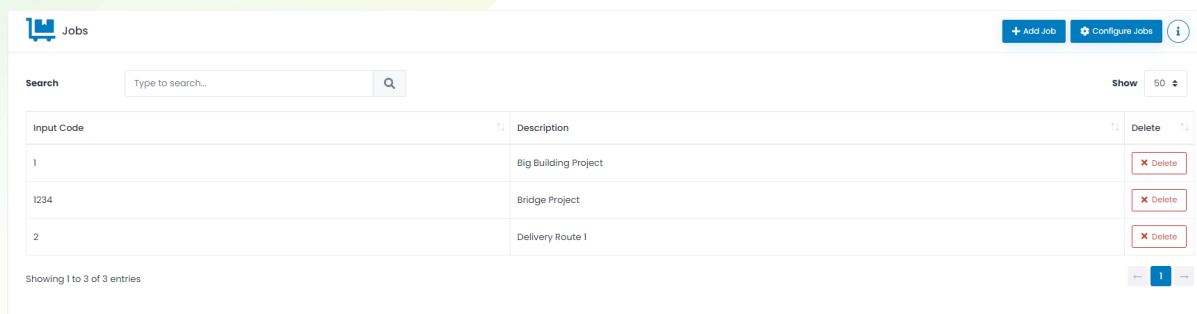 Jobs
Add Job
Configure Jobs
i
Search
Type to search...
Show
50
Input Code
Description
Delete
1
Big Building Project
Delete
1234
Bridge Project
Delete
2
Delivery Route 1
Delete
Showing 1 to 3 of 3 entries
← 1 →